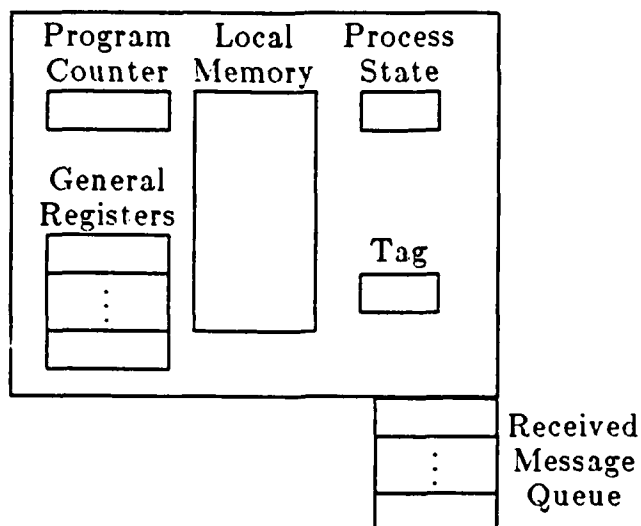 Program
Counter
Local
Memory
Process
State
General
Registers
Tag
Received
Message
Queue